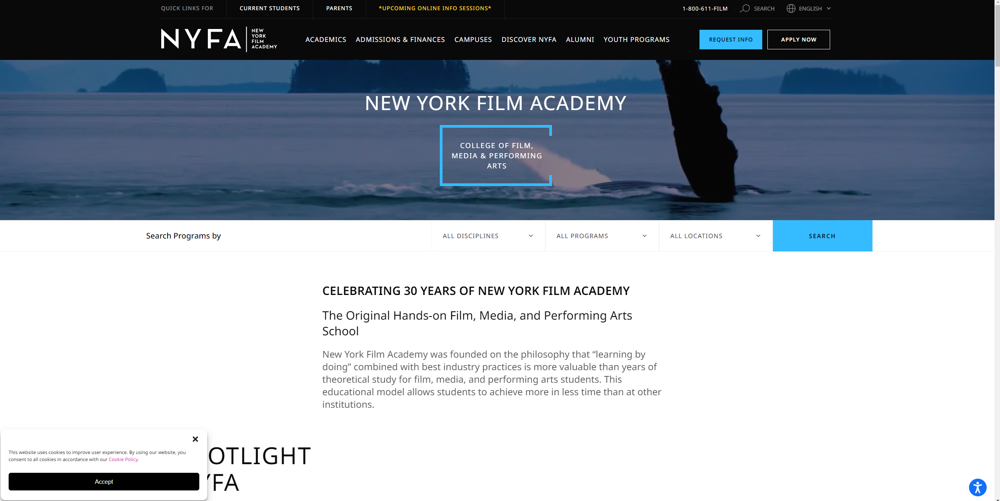 QUICK LINKS FOR
CURRENT STUDENTS
PARENTS
*UPCOMING ONLINE INFO SESSIONS*
1-800-611-FILM
SEARCH
ENGLISH
NYFA
NEW
YORK
FILM
ACADEMY
ACADEMICS
ADMISSIONS & FINANCES
CAMPUSES
DISCOVER NYFA
ALUMNI
YOUTH PROGRAMS
REQUEST INFO
APPLY NOW
NEW YORK FILM ACADEMY
COLLEGE OF FILM,
MEDIA & PERFORMING
ARTS
Search Programs by
ALL DISCIPLINES
ALL PROGRAMS
ALL LOCATIONS
SEARCH
CELEBRATING 30 YEARS OF NEW YORK FILM ACADEMY
The Original Hands-on Film, Media, and Performing Arts
School
New York Film Academy was founded on the philosophy that “learning by
doing” combined with best industry practices is more valuable than years of
theoretical study for film, media, and performing arts students. This
educational model allows students to achieve more in less time than at other
institutions.
OTLIGHT
YFA
This website uses cookies to improve user experience. By using our website, you
consent to all cookies in accordance with our Cookie Policy.
Accept